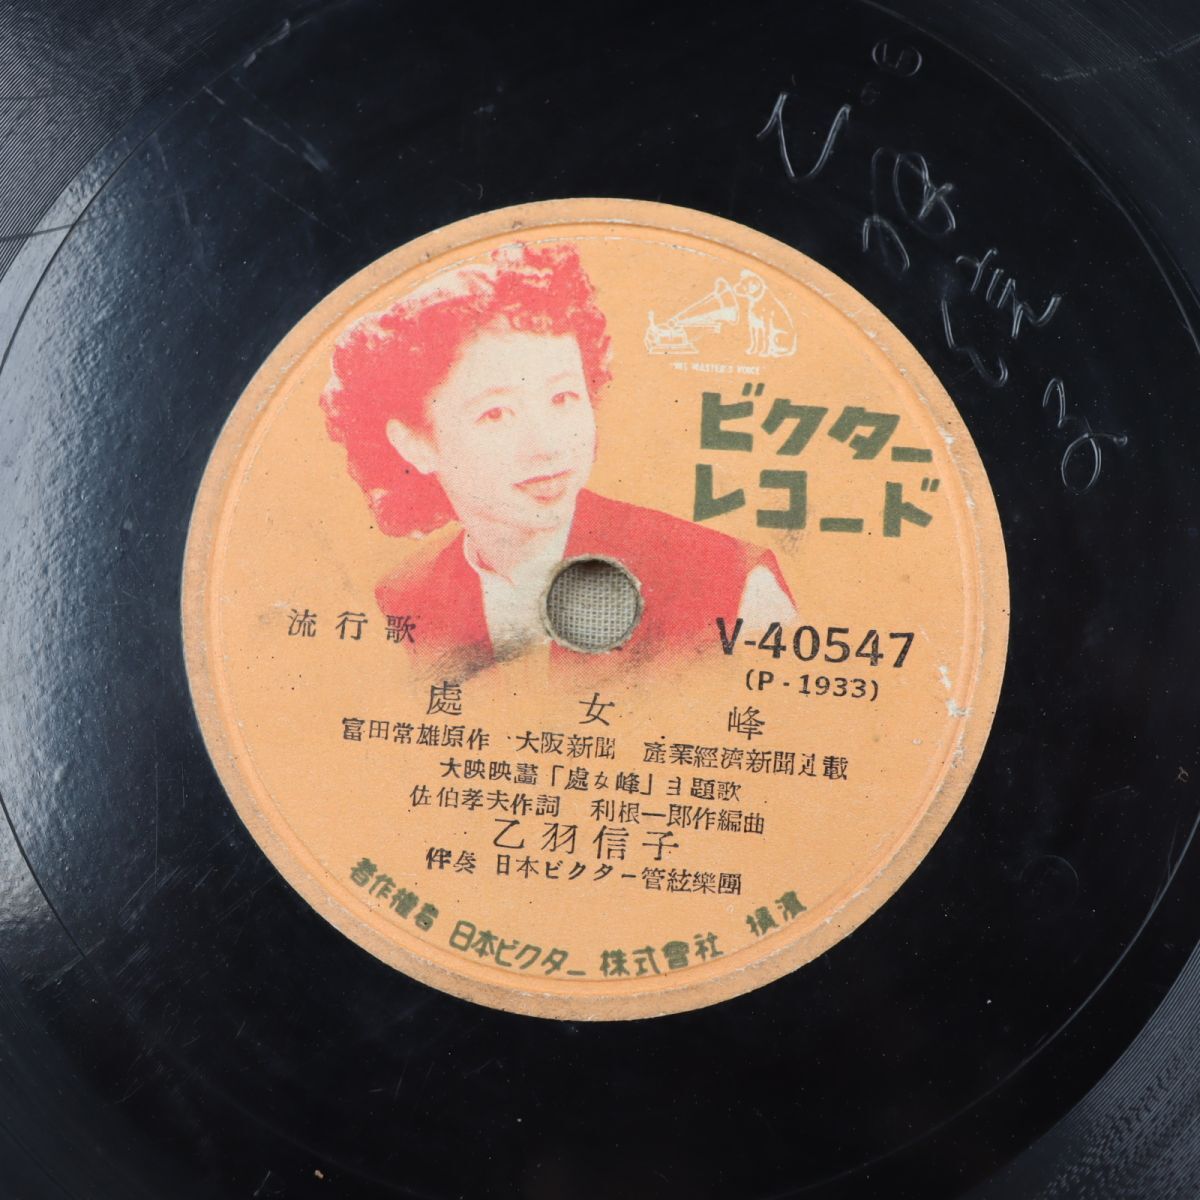 "HIS MASTER'S VOICE"
ビクター
レコード
流行歌
V-40547
(P-1933)
處女峰
富田常雄原作 大阪新聞 產業經濟新聞連載
大映映畵「處女峰」主題歌
佐伯孝夫作詞 利根一郎作編曲
乙羽信子
伴奏 日本ビクター管絃樂團
著作権者 日本ビクター株式會社 横濱